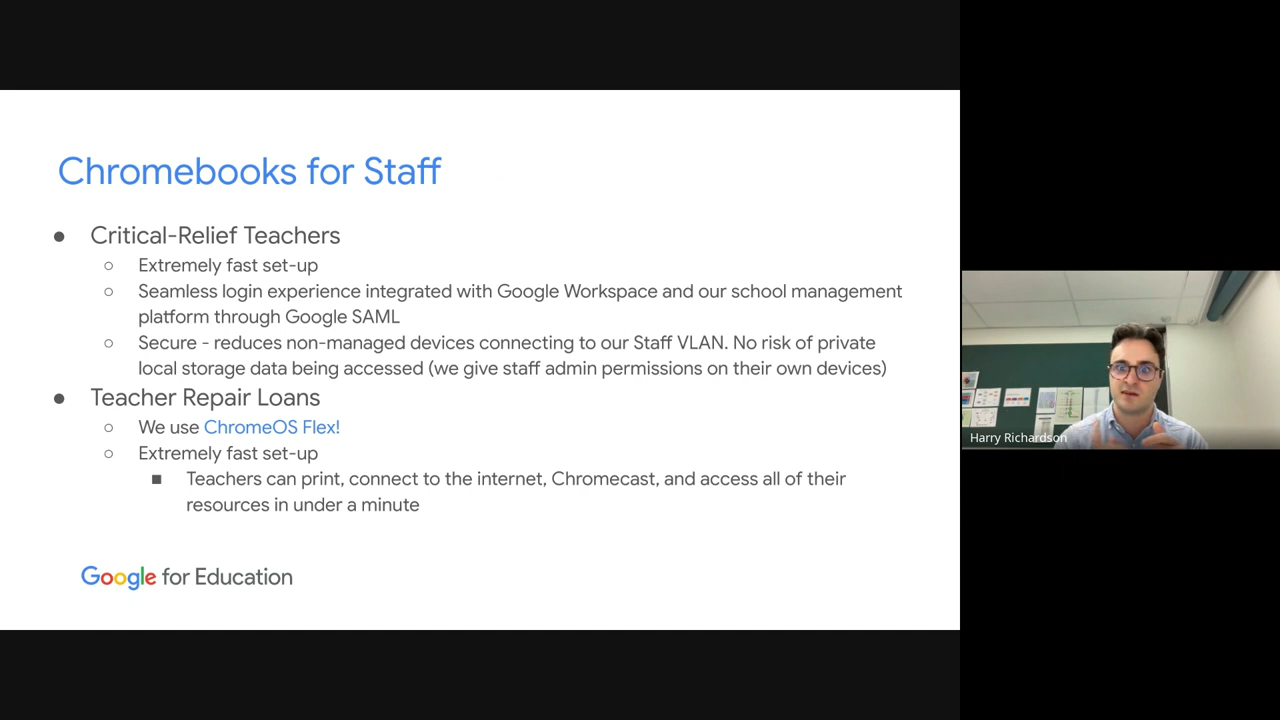 Chromebooks for Staff
● Critical-Relief Teachers
○ Extremely fast set-up
○ Seamless login experience integrated with Google Workspace and our school management
platform through Google SAML
○ Secure - reduces non-managed devices connecting to our Staff VLAN. No risk of private
local storage data being accessed (we give staff admin permissions on their own devices)
● Teacher Repair Loans
○ We use ChromeOS Flex!
○ Extremely fast set-up
■ Teachers can print, connect to the internet, Chromecast, and access all of their
resources in under a minute
Google for Education
Harry Richardson